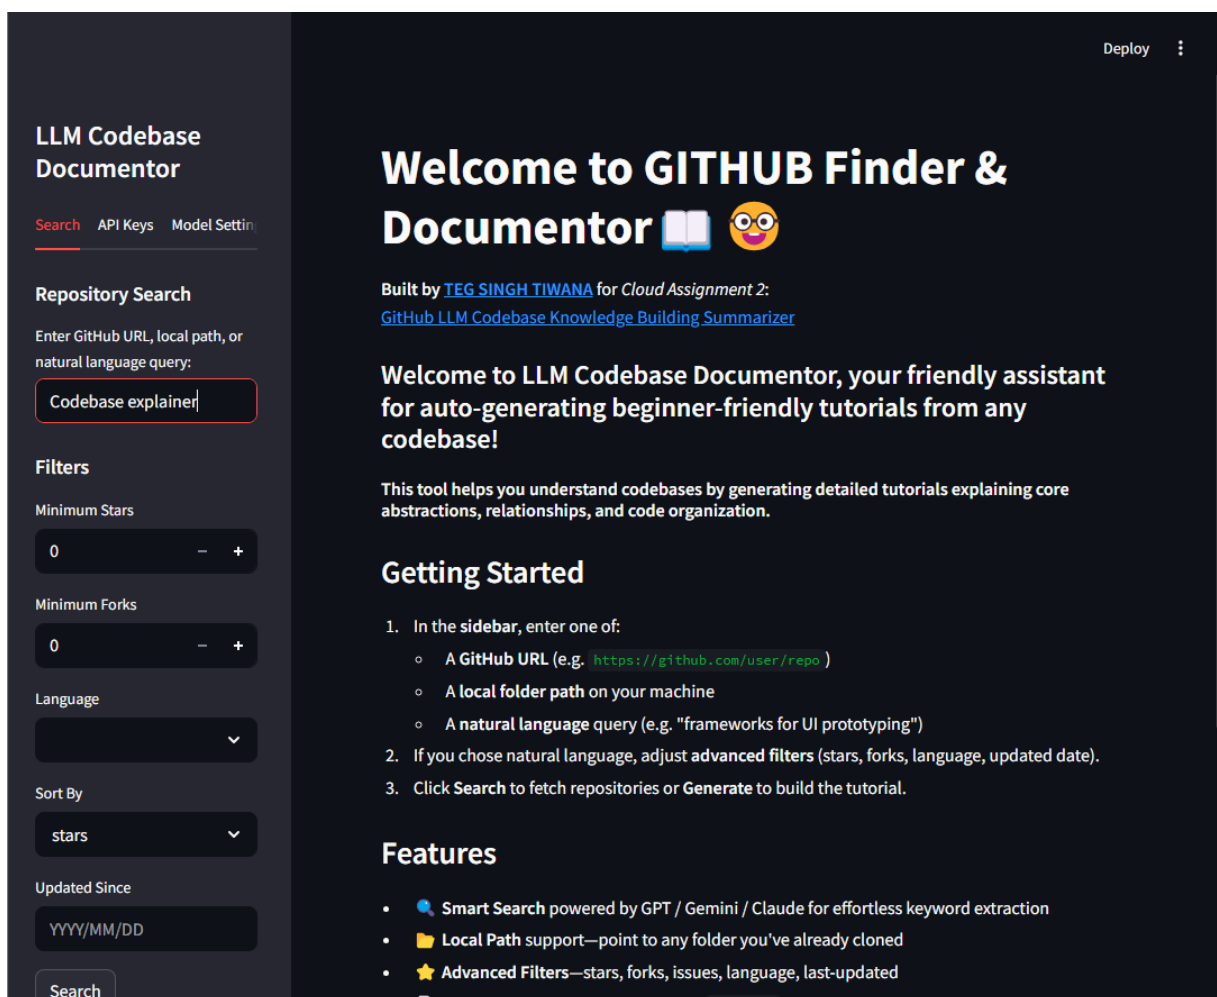 Deploy
LLM Codebase
Documentor
Search API Keys Model Settin
Repository Search
Enter GitHub URL, local path, or
natural language query:
Codebase explainer
Filters
Minimum Stars
0
Minimum Forks
0
Language
Sort By
stars
Updated Since
YYYY/MM/DD
Search
Welcome to GITHUB Finder &
Documentor 📖 🤓
Built by TEG SINGH TIWANA for Cloud Assignment 2:
GitHub LLM Codebase Knowledge Building Summarizer
Welcome to LLM Codebase Documentor, your friendly assistant
for auto-generating beginner-friendly tutorials from any
codebase!
This tool helps you understand codebases by generating detailed tutorials explaining core
abstractions, relationships, and code organization.
Getting Started
1. In the sidebar, enter one of:
◦ A GitHub URL (e.g. https://github.com/user/repo )
◦ A local folder path on your machine
◦ A natural language query (e.g. "frameworks for UI prototyping")
2. If you chose natural language, adjust advanced filters (stars, forks, language, updated date).
3. Click Search to fetch repositories or Generate to build the tutorial.
Features
• 🔍 Smart Search powered by GPT / Gemini / Claude for effortless keyword extraction
• 📂 Local Path support—point to any folder you've already cloned
• ⭐ Advanced Filters—stars, forks, issues, language, last-updated